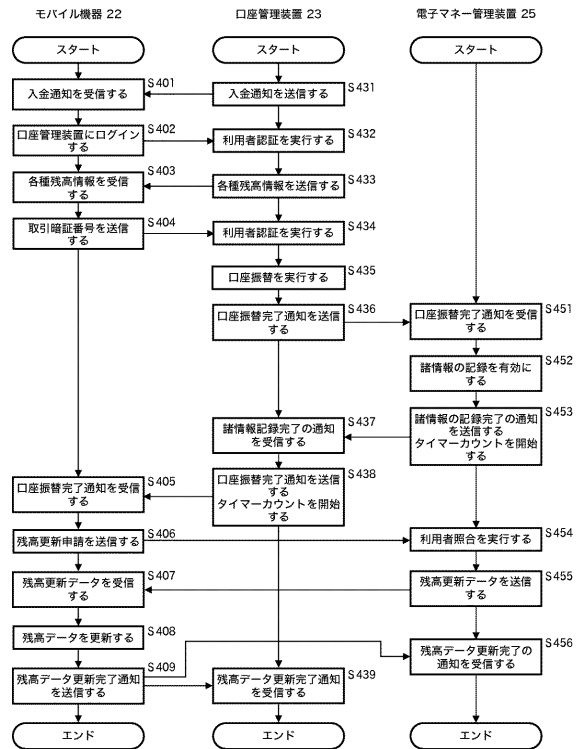 モバイル機器 22
口座管理装置 23
電子マネー管理装置 25
スタート
スタート
スタート
S401
入金通知を受信する
S431
入金通知を送信する
S402
口座管理装置にログイン
する
S432
利用者認証を実行する
S403
各種残高情報を受信
する
S433
各種残高情報を送信する
S404
取引暗証番号を送信
する
S434
利用者認証を実行する
S435
口座振替を実行する
S436
口座振替完了通知を送信
する
S451
口座振替完了通知を受信
する
S452
諸情報の記録を有効に
する
S453
諸情報の記録完了の通知
を送信する
タイマーカウントを開始
する
S437
諸情報記録完了の通知
を受信する
S438
口座振替完了通知を送信
する
タイマーカウントを開始
する
S405
口座振替完了通知を受信
する
S406
残高更新申請を送信する
S454
利用者照合を実行する
S407
残高更新データを受信
する
S455
残高更新データを送信
する
S408
残高データを更新する
S456
残高データ更新完了の
通知を受信する
S409
残高データ更新完了通知
を送信する
S439
残高データ更新完了通知
を受信する
エンド
エンド
エンド